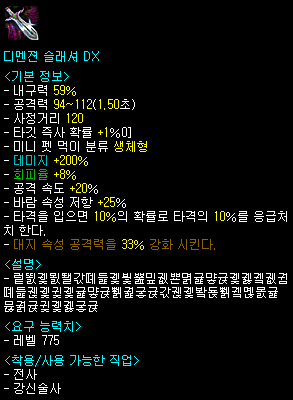 디멘젼 슬래셔 DX
<기본 정보>
- 내구력 59%
- 공격력 94~112(1.50초)
- 사정거리 120
- 타깃 즉사 확률 +1%0]
- 미니 펫 먹이 분류 생체형
- 데미지 +200%
- 회피율 +8%
- 공격 속도 +20%
- 바람 속성 저항 +25%
- 타격을 입으면 10%의 확률로 타격의 10%를 응급처
치 한다.
- 대지 속성 공격력을 33% 강화 시킨다.
<설명>
<요구 능력치>
- 레벨 775
<착용/사용 가능한 직업>
- 전사
- 강신술사